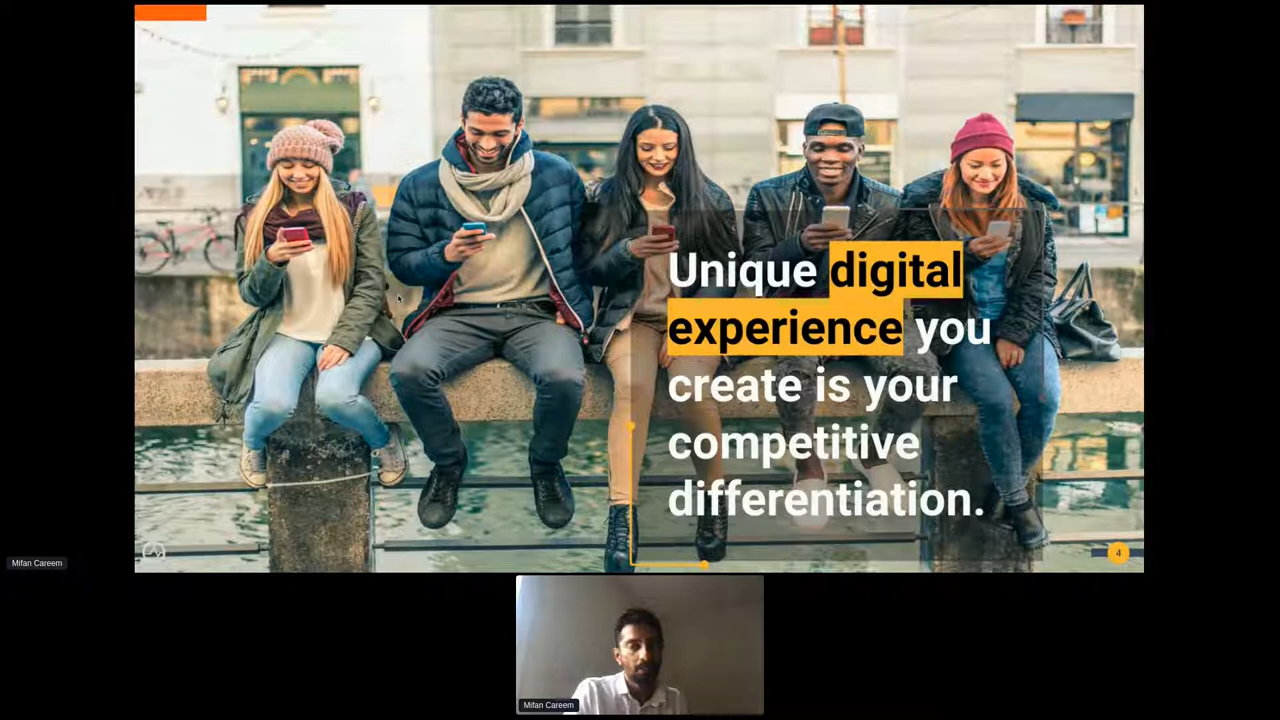 Unique digital
experience you
create is your
competitive
differentiation.
4
Mifan Careem
Mifan Careem